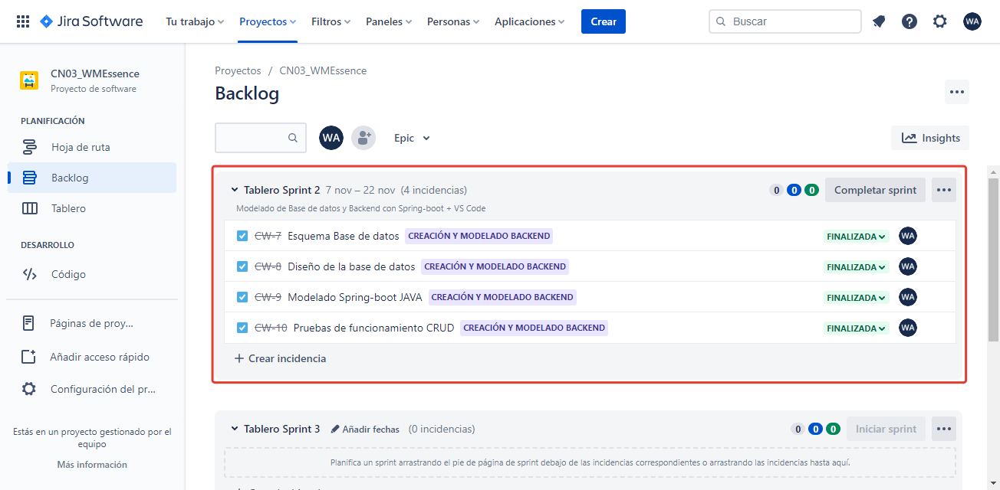 Jira Software Tu trabajo Proyectos Filtros Paneles Personas Aplicaciones Crear Buscar WA
CN03_WMEssence
Proyecto de software
PLANIFICACIÓN
Hoja de ruta
Backlog
Tablero
DESARROLLO
Código
Páginas de proy...
Añadir acceso rápido
Configuración del pr...
Estás en un proyecto gestionado por el
equipo
Más información
Proyectos / CN03_WMEssence
Backlog
WA Epic Insights
Tablero Sprint 2 7 nov – 22 nov (4 incidencias) 0 0 0 Completar sprint
Modelado de Base de datos y Backend con Spring-boot + VS Code
CW-7 Esquema Base de datos CREACIÓN Y MODELADO BACKEND FINALIZADA WA
CW-8 Diseño de la base de datos CREACIÓN Y MODELADO BACKEND FINALIZADA WA
CW-9 Modelado Spring-boot JAVA CREACIÓN Y MODELADO BACKEND FINALIZADA WA
CW-10 Pruebas de funcionamiento CRUD CREACIÓN Y MODELADO BACKEND FINALIZADA WA
+ Crear incidencia
Tablero Sprint 3 Añadir fechas (0 incidencias) 0 0 0 Iniciar sprint
Planifica un sprint arrastrando el pie de página de sprint debajo de las incidencias correspondientes o arrastrando las incidencias hasta aquí.